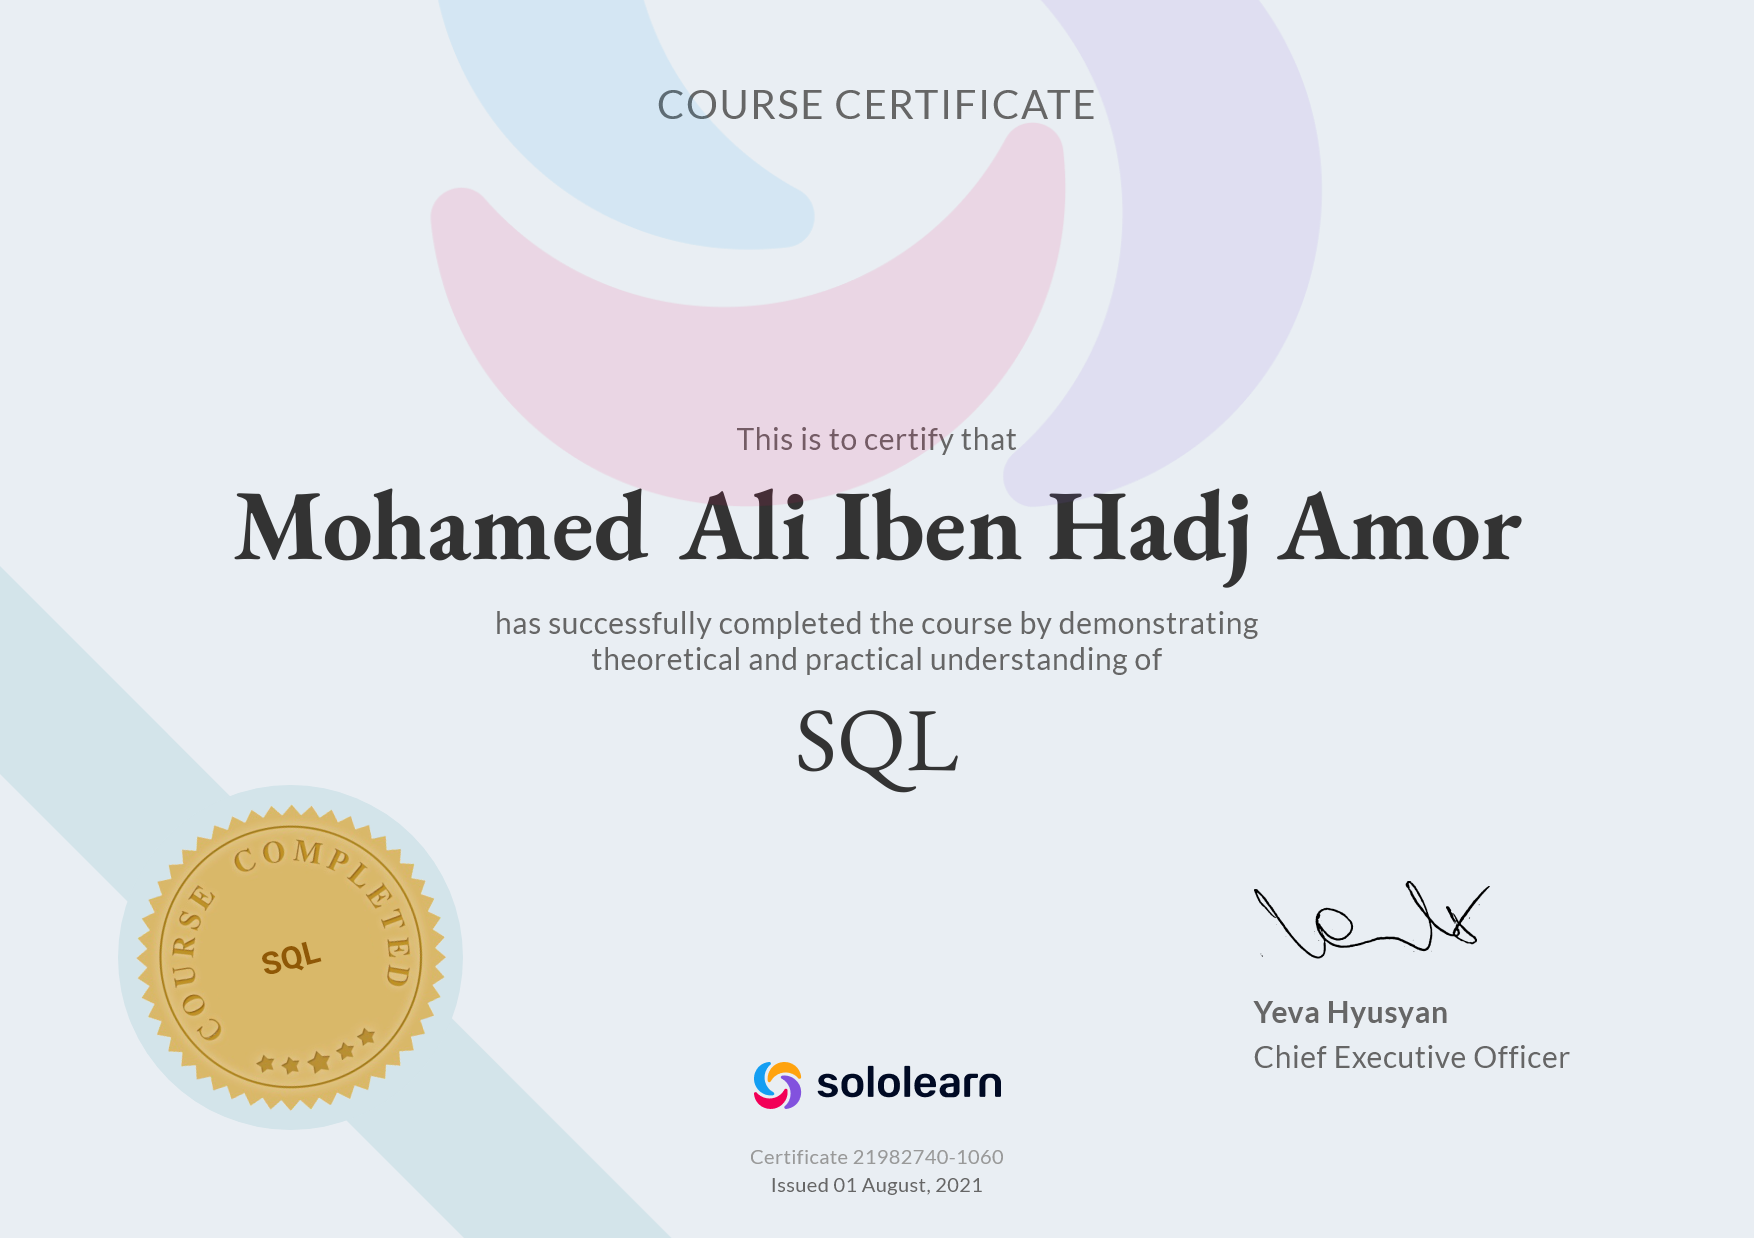 COURSE CERTIFICATE
This is to certify that
Mohamed Ali Iben Hadj Amor
has successfully completed the course by demonstrating
theoretical and practical understanding of
SQL
COURSE COMPLETED
SQL
Yeva Hyusyan
Chief Executive Officer
sololearn
Certificate 21982740-1060
Issued 01 August, 2021